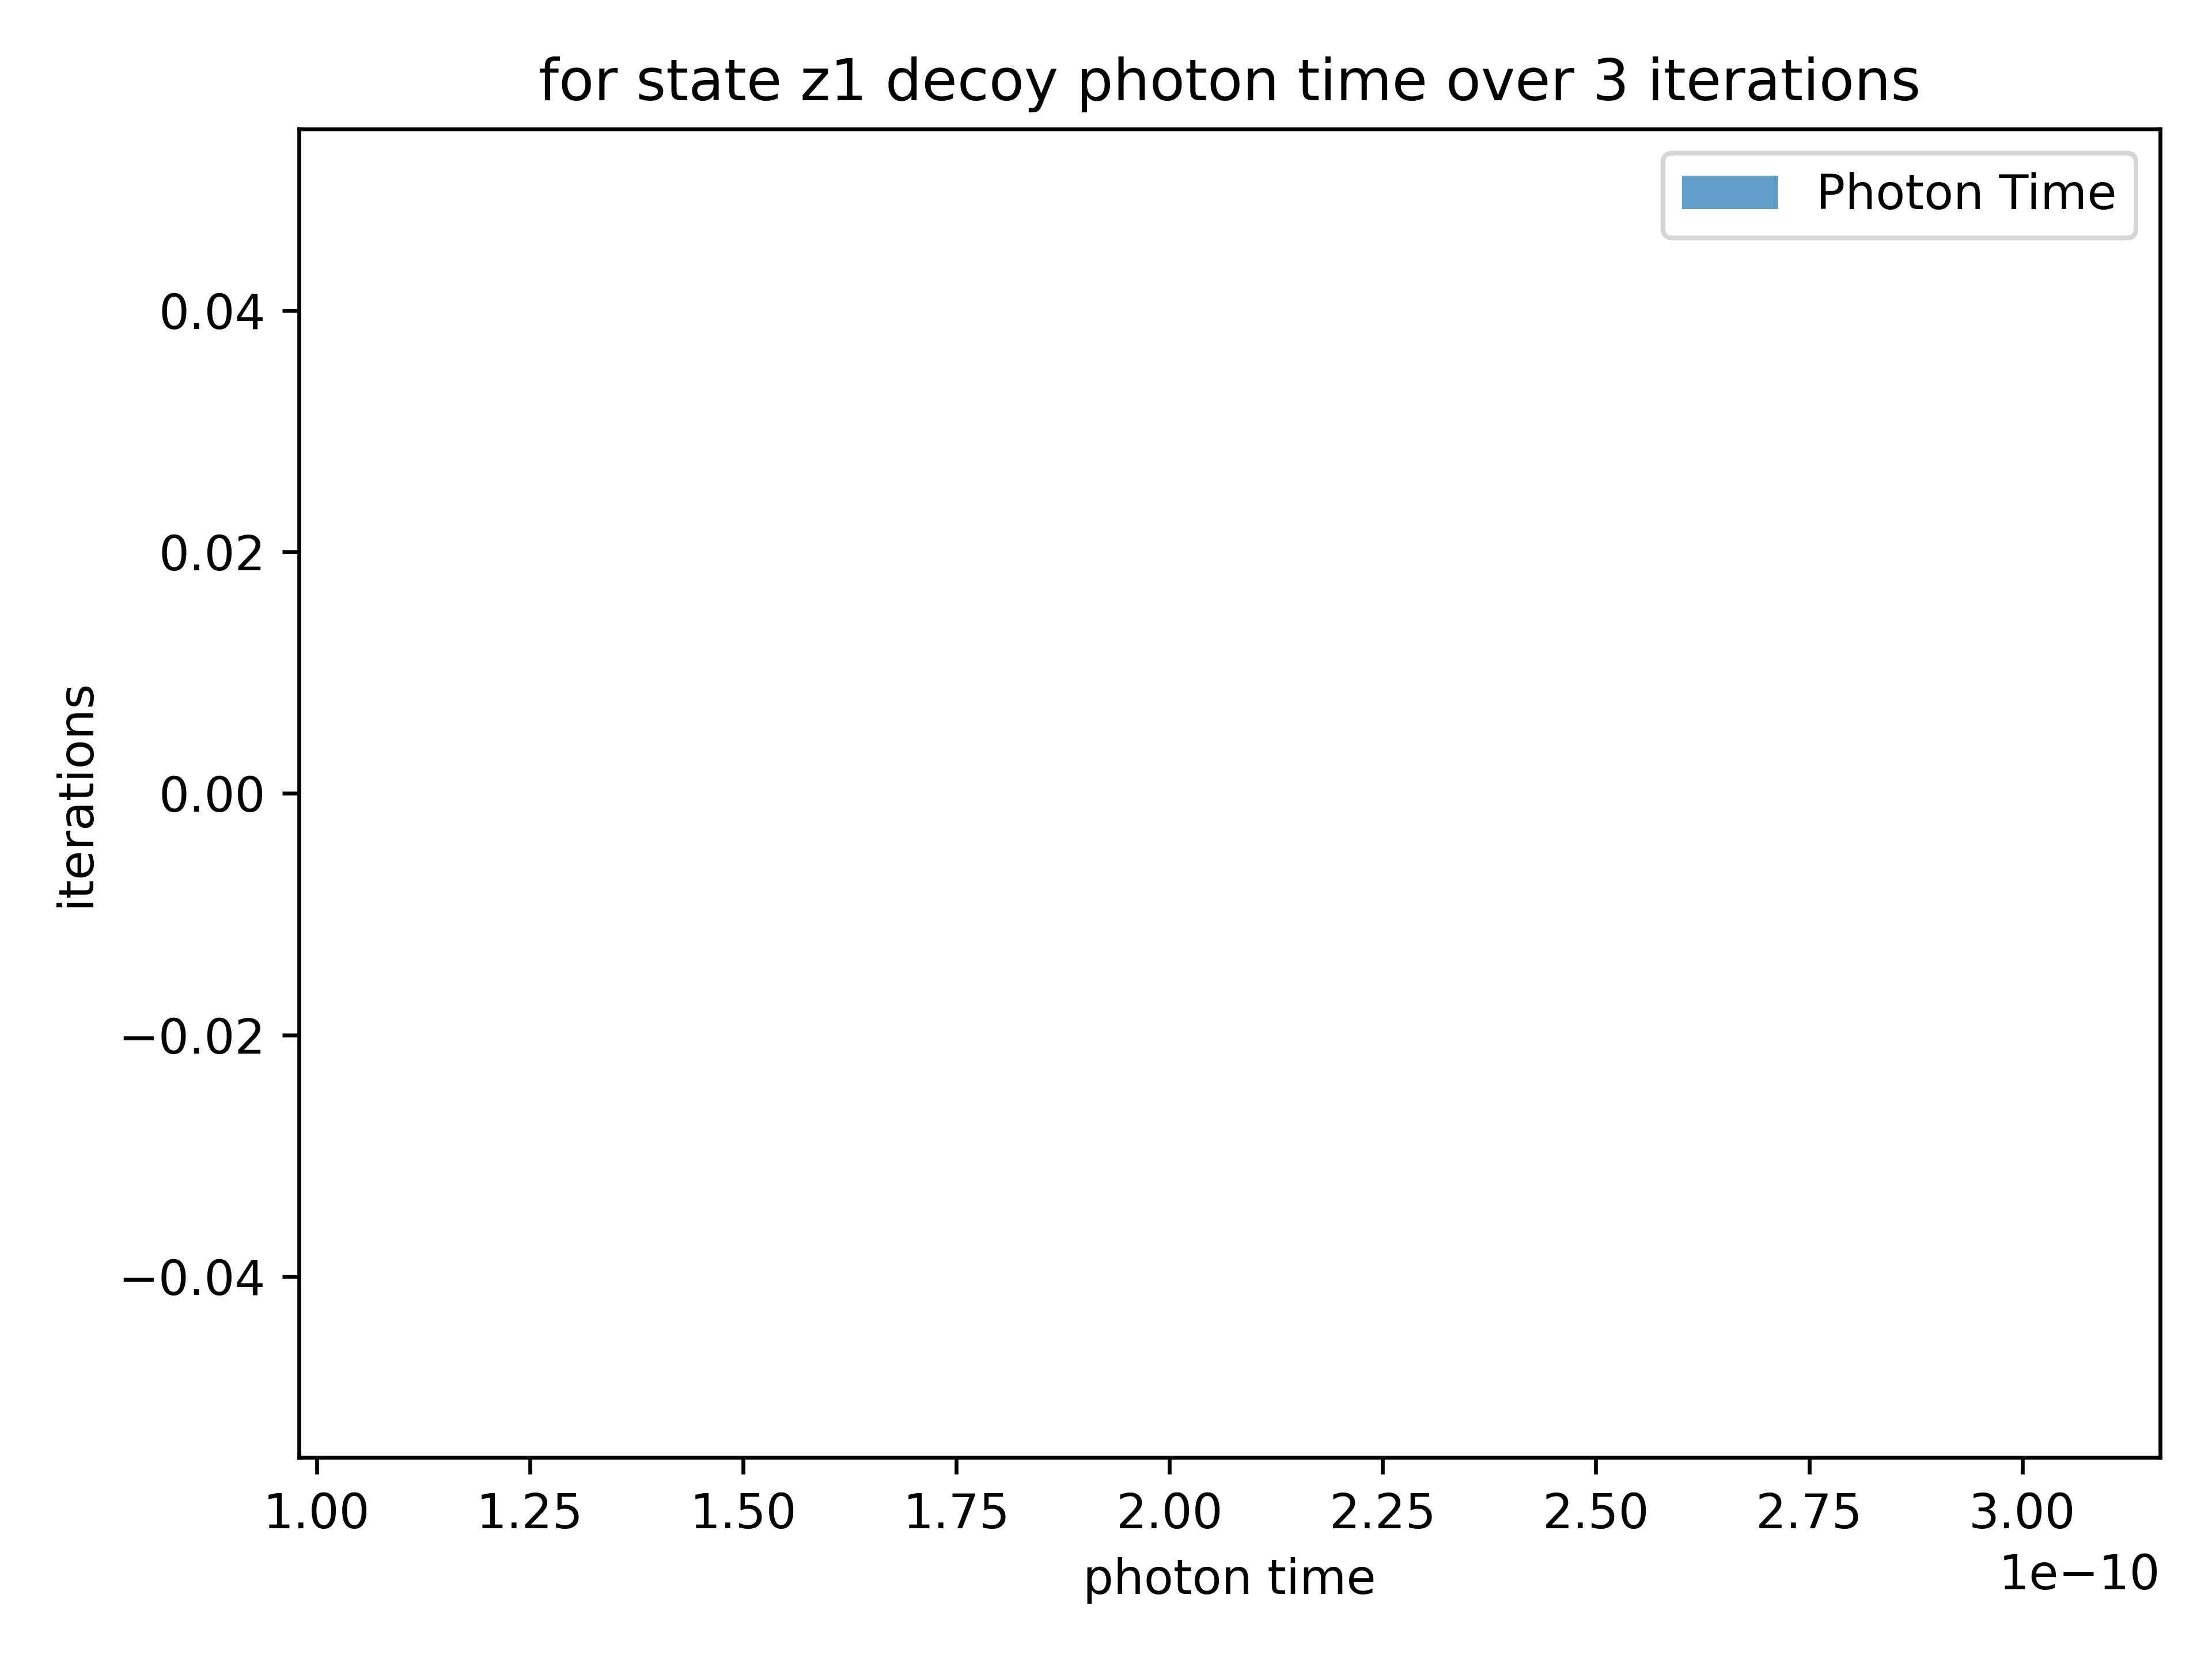 for state z1 decoy photon time over 3 iterations
Photon Time
0.04
0.02
0.00
−0.02
−0.04
iterations
1.00 1.25 1.50 1.75 2.00 2.25 2.50 2.75 3.00
1e−10
photon time